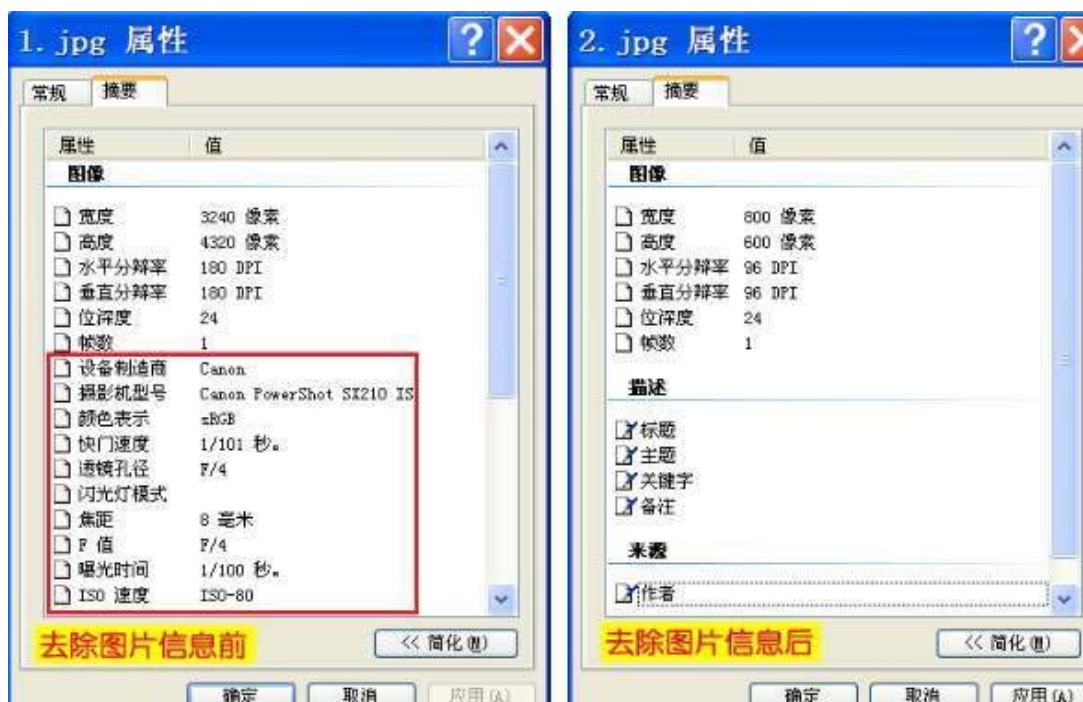 1. jpg 属性
常规 摘要
属性 值
图像
宽度 3240 像素
高度 4320 像素
水平分辩率 180 DPI
垂直分辩率 180 DPI
位深度 24
帧数 1
设备制造商 Canon
摄影机型号 Canon PowerShot SX210 IS
颜色表示 sRGB
快门速度 1/101 秒。
透镜孔径 F/4
闪光灯模式
焦距 8 毫米
F 值 F/4
曝光时间 1/100 秒。
ISO 速度 ISO-80
去除图片信息前
<< 简化(M)
确定 取消 应用(A)
2. jpg 属性
常规 摘要
属性 值
图像
宽度 800 像素
高度 600 像素
水平分辩率 96 DPI
垂直分辩率 96 DPI
位深度 24
帧数 1
描述
标题
主题
关键字
备注
来源
作者
去除图片信息后
<< 简化(M)
确定 取消 应用(A)